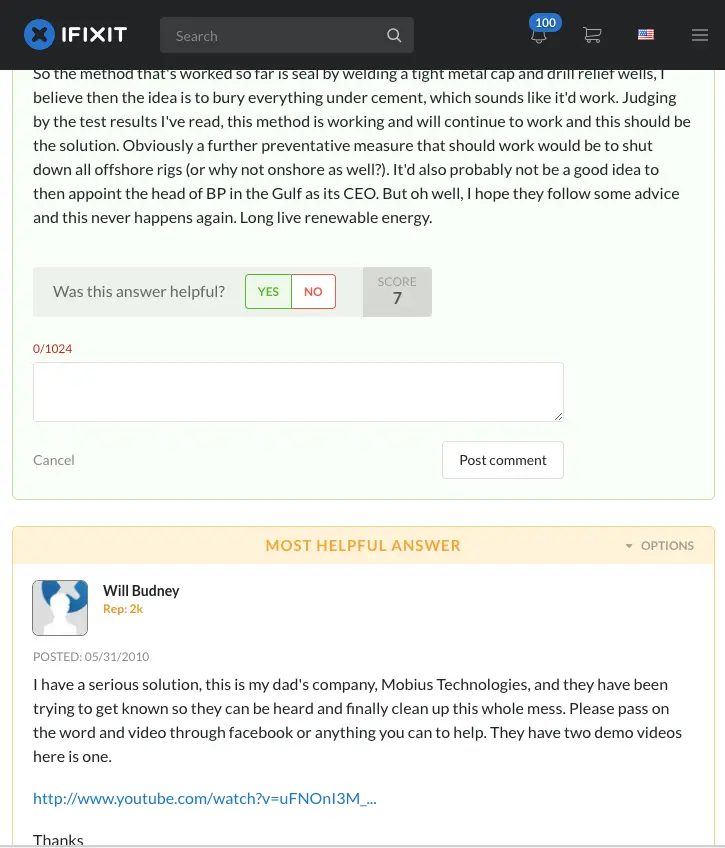 IFIXIT
Search
100
So the method that's worked so far is seal by welding a tight metal cap and drill relief wells, I
believe then the idea is to bury everything under cement, which sounds like it'd work. Judging
by the test results I've read, this method is working and will continue to work and this should be
the solution. Obviously a further preventative measure that should work would be to shut
down all offshore rigs (or why not onshore as well?). It'd also probably not be a good idea to
then appoint the head of BP in the Gulf as its CEO. But oh well, I hope they follow some advice
and this never happens again. Long live renewable energy.
Was this answer helpful?
YES
NO
SCORE
7
0/1024
Cancel
Post comment
MOST HELPFUL ANSWER
OPTIONS
Will Budney
Rep: 2k
POSTED: 05/31/2010
I have a serious solution, this is my dad's company, Mobius Technologies, and they have been
trying to get known so they can be heard and finally clean up this whole mess. Please pass on
the word and video through facebook or anything you can to help. They have two demo videos
here is one.
http://www.youtube.com/watch?v=uFNOnI3M_...
Thanks